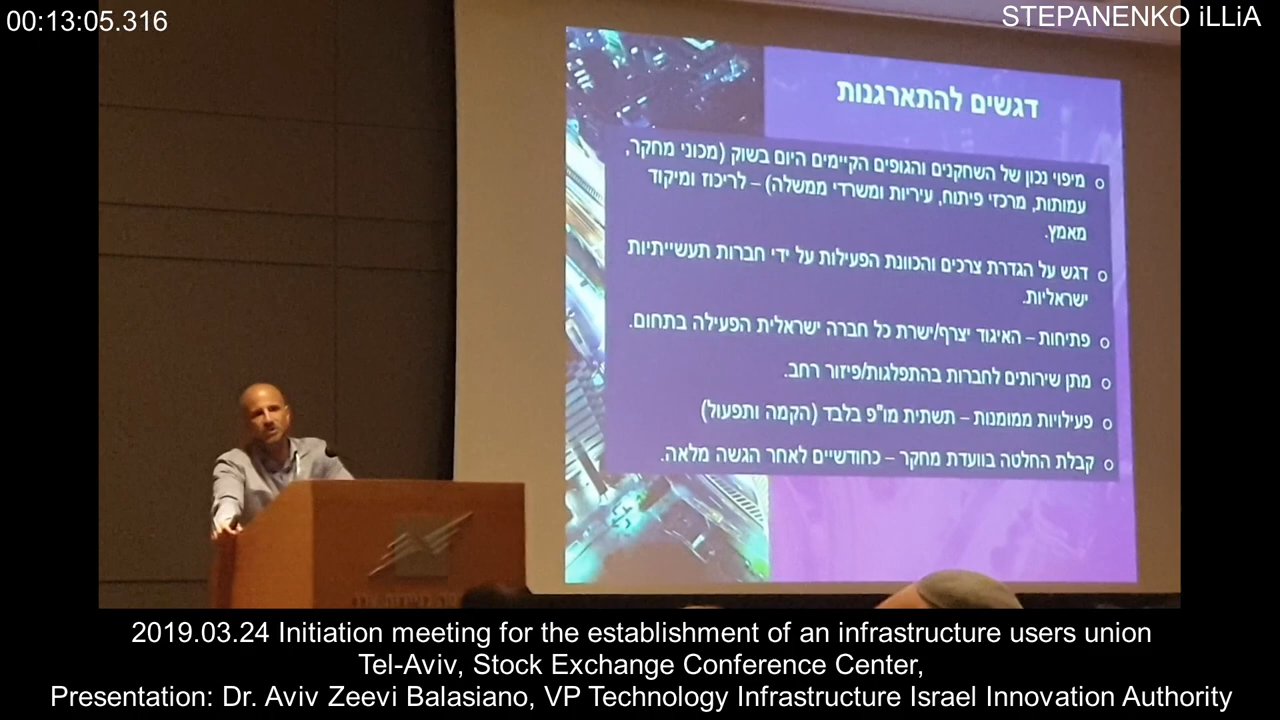 00:13:05.316
STEPANENKO iLLiA
דגשים להתארגנות
מיפוי נכון של השחקנים והגופים הקיימים היום בשוק (מכוני מחקר,
עמותות, מרכזי פיתוח, עיריות ומשרדי ממשלה) – לריכוז ומיקוד
מאמץ.
דגש על הגדרת צרכים והכוונת הפעילות על ידי חברות תעשייתיות
ישראליות.
פתיחות – האיגוד יצרף/ישרת כל חברה ישראלית הפעילה בתחום.
מתן שירותים לחברות בהתפלגות/פיזור רחב.
פעילויות ממומנות – תשתית מו"פ בלבד (הקמה ותפעול)
קבלת החלטה בוועדת מחקר – כחודשיים לאחר הגשה מלאה.
2019.03.24 Initiation meeting for the establishment of an infrastructure users union
Tel-Aviv, Stock Exchange Conference Center,
Presentation: Dr. Aviv Zeevi Balasiano, VP Technology Infrastructure Israel Innovation Authority